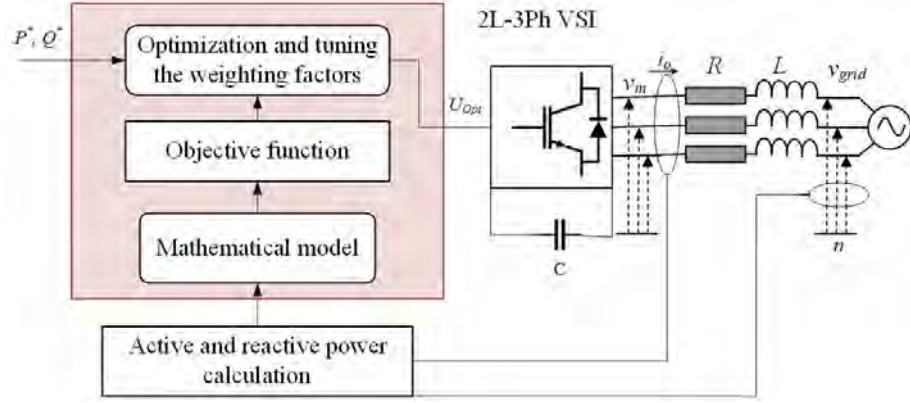 2L-3Ph VSI
P*, Q*
Optimization and tuning
the weighting factors
U_Opt
v_m
i_o
R
L
v_grid
Objective function
Mathematical model
C
n
Active and reactive power
calculation